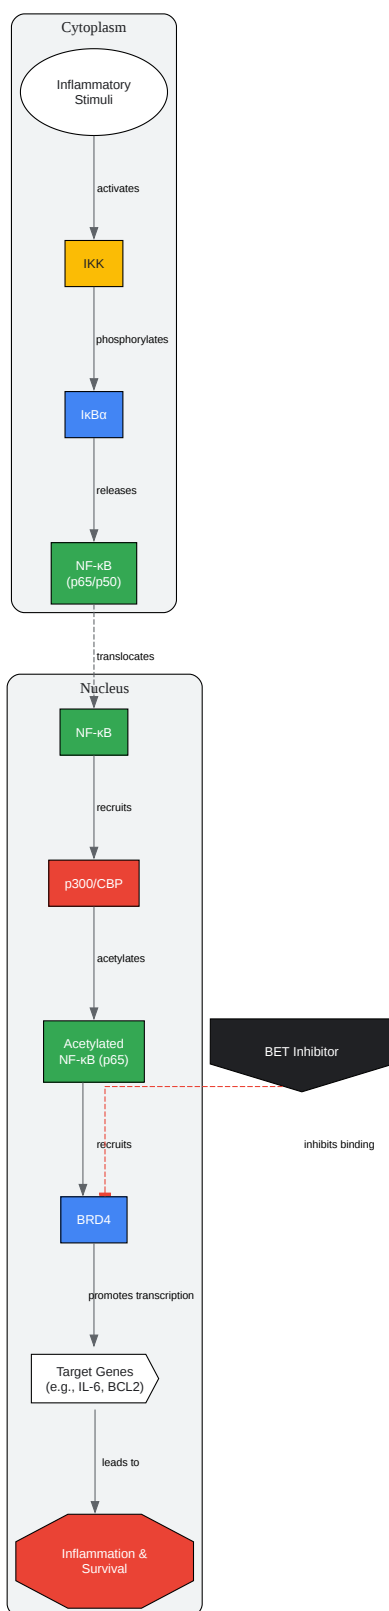 Cytoplasm
Inflammatory
Stimuli
activates
IKK
phosphorylates
IκBα
releases
NF-κB
(p65/p50)
translocates
Nucleus
NF-κB
recruits
p300/CBP
acetylates
Acetylated
NF-κB (p65)
BET Inhibitor
recruits
inhibits binding
BRD4
promotes transcription
Target Genes
(e.g., IL-6, BCL2)
leads to
Inflammation &
Survival